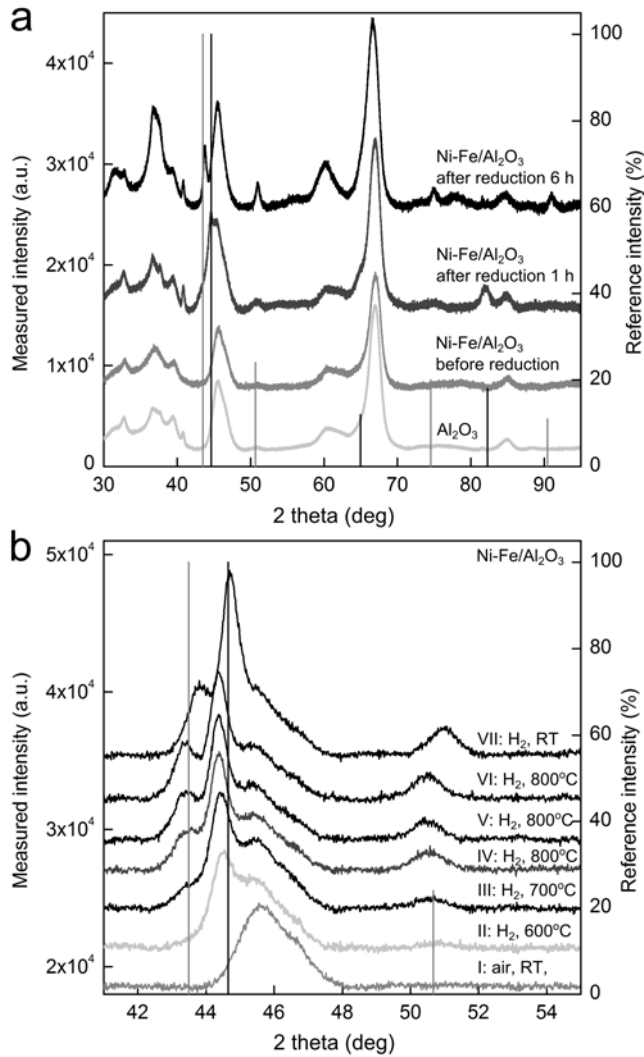 a
4x10⁴
3x10⁴
2x10⁴
1x10⁴
0
Measured intensity (a.u.)
100
80
60
40
20
0
Reference intensity (%)
Ni-Fe/Al₂O₃
after reduction 6 h
Ni-Fe/Al₂O₃
after reduction 1 h
Ni-Fe/Al₂O₃
before reduction
Al₂O₃
30 40 50 60 70 80 90
2 theta (deg)
b
5x10⁴
4x10⁴
3x10⁴
2x10⁴
Measured intensity (a.u.)
100
80
60
40
20
0
Reference intensity (%)
Ni-Fe/Al₂O₃
VII: H₂, RT
VI: H₂, 800°C
V: H₂, 800°C
IV: H₂, 800°C
III: H₂, 700°C
II: H₂, 600°C
I: air, RT,
42 44 46 48 50 52 54
2 theta (deg)